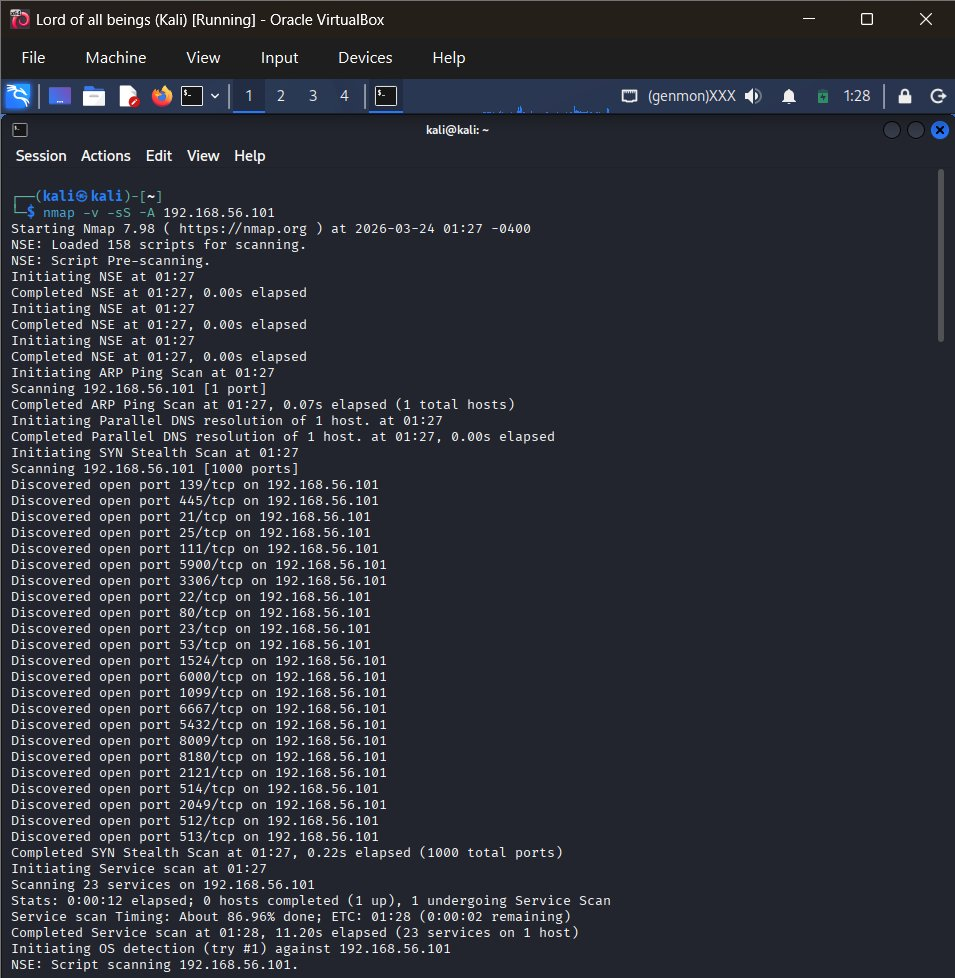 Lord of all beings (Kali) [Running] - Oracle VirtualBox
File Machine View Input Devices Help
1 2 3 4 (genmon)XXX 1:28
kali@kali: ~
Session Actions Edit View Help
┌──(kali㉿kali)-[~]
└─$ nmap -v -sS -A 192.168.56.101
Starting Nmap 7.98 ( https://nmap.org ) at 2026-03-24 01:27 -0400
NSE: Loaded 158 scripts for scanning.
NSE: Script Pre-scanning.
Initiating NSE at 01:27
Completed NSE at 01:27, 0.00s elapsed
Initiating NSE at 01:27
Completed NSE at 01:27, 0.00s elapsed
Initiating NSE at 01:27
Completed NSE at 01:27, 0.00s elapsed
Initiating ARP Ping Scan at 01:27
Scanning 192.168.56.101 [1 port]
Completed ARP Ping Scan at 01:27, 0.07s elapsed (1 total hosts)
Initiating Parallel DNS resolution of 1 host. at 01:27
Completed Parallel DNS resolution of 1 host. at 01:27, 0.00s elapsed
Initiating SYN Stealth Scan at 01:27
Scanning 192.168.56.101 [1000 ports]
Discovered open port 139/tcp on 192.168.56.101
Discovered open port 445/tcp on 192.168.56.101
Discovered open port 21/tcp on 192.168.56.101
Discovered open port 25/tcp on 192.168.56.101
Discovered open port 111/tcp on 192.168.56.101
Discovered open port 5900/tcp on 192.168.56.101
Discovered open port 3306/tcp on 192.168.56.101
Discovered open port 22/tcp on 192.168.56.101
Discovered open port 80/tcp on 192.168.56.101
Discovered open port 23/tcp on 192.168.56.101
Discovered open port 53/tcp on 192.168.56.101
Discovered open port 1524/tcp on 192.168.56.101
Discovered open port 6000/tcp on 192.168.56.101
Discovered open port 1099/tcp on 192.168.56.101
Discovered open port 6667/tcp on 192.168.56.101
Discovered open port 5432/tcp on 192.168.56.101
Discovered open port 8009/tcp on 192.168.56.101
Discovered open port 8180/tcp on 192.168.56.101
Discovered open port 2121/tcp on 192.168.56.101
Discovered open port 514/tcp on 192.168.56.101
Discovered open port 2049/tcp on 192.168.56.101
Discovered open port 512/tcp on 192.168.56.101
Discovered open port 513/tcp on 192.168.56.101
Completed SYN Stealth Scan at 01:27, 0.22s elapsed (1000 total ports)
Initiating Service scan at 01:27
Scanning 23 services on 192.168.56.101
Stats: 0:00:12 elapsed; 0 hosts completed (1 up), 1 undergoing Service Scan
Service scan Timing: About 86.96% done; ETC: 01:28 (0:00:02 remaining)
Completed Service scan at 01:28, 11.20s elapsed (23 services on 1 host)
Initiating OS detection (try #1) against 192.168.56.101
NSE: Script scanning 192.168.56.101.